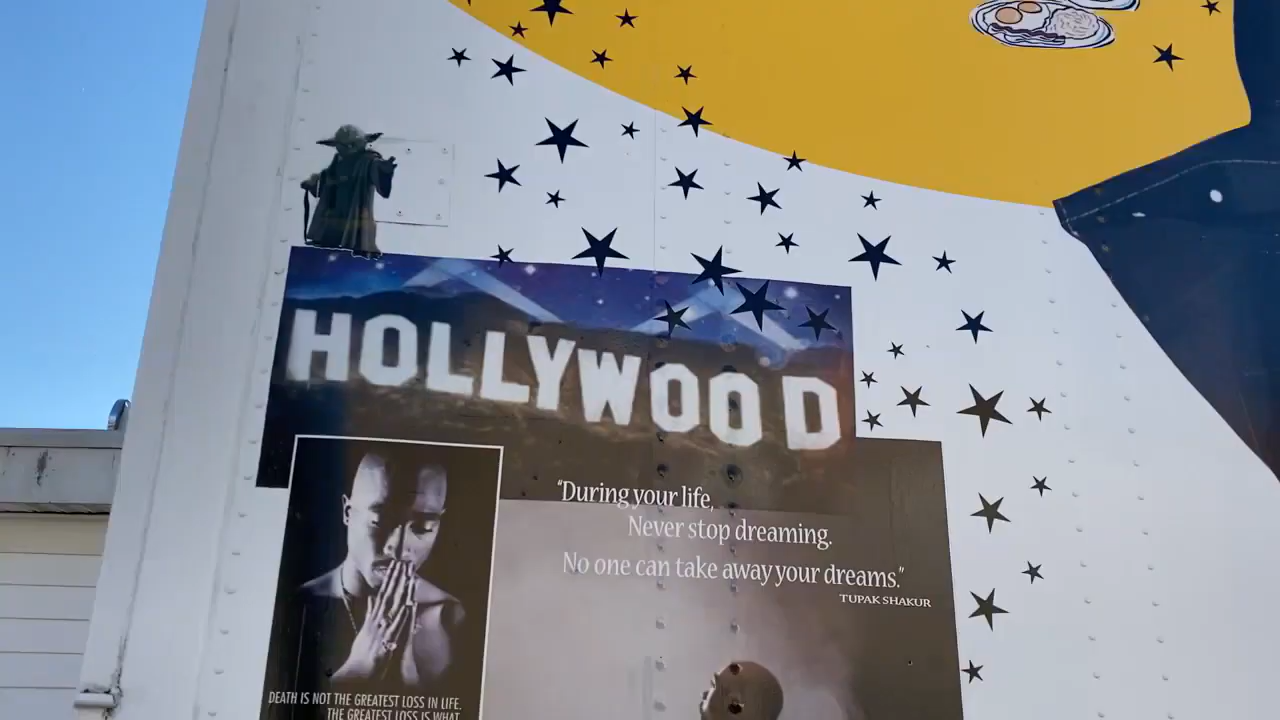 HOLLYWOOD
"During your life,
Never stop dreaming.
No one can take away your dreams."
TUPAK SHAKUR
DEATH IS NOT THE GREATEST LOSS IN LIFE.
THE GREATEST LOSS IS WHAT